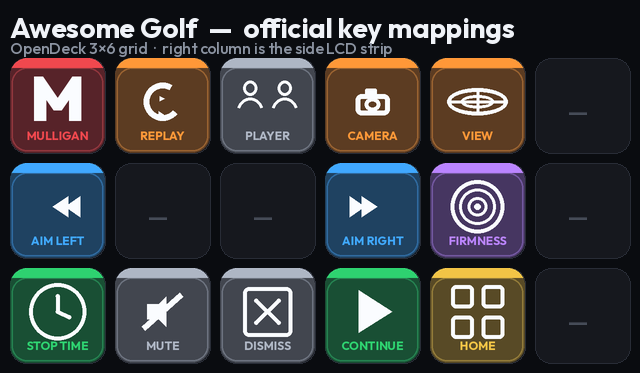 Awesome Golf — official key mappings
OpenDeck 3×6 grid · right column is the side LCD strip
M
MULLIGAN
REPLAY
PLAYER
CAMERA
VIEW
—
AIM LEFT
—
—
AIM RIGHT
FIRMNESS
—
STOP TIME
MUTE
DISMISS
CONTINUE
HOME
—